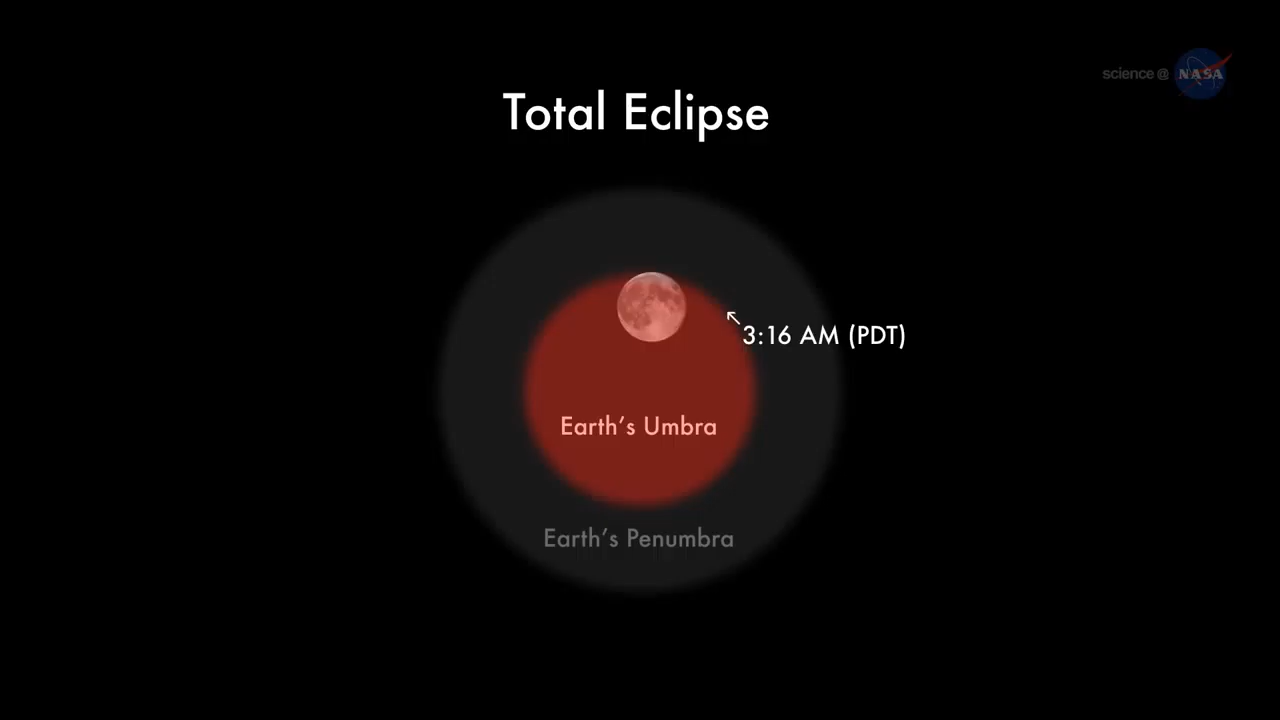 science@ NASA
Total Eclipse
3:16 AM (PDT)
Earth's Umbra
Earth's Penumbra